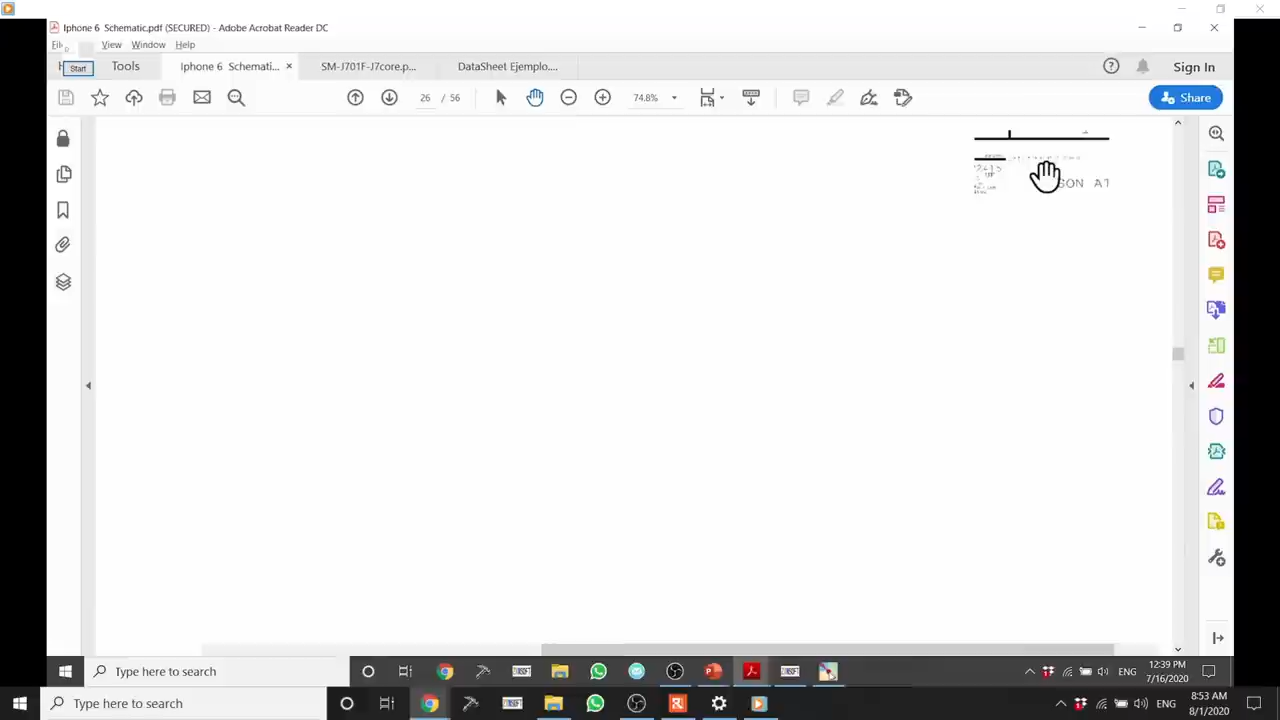 Iphone 6 Schematic.pdf (SECURED) - Adobe Acrobat Reader DC
View Window Help
Start
Tools
Iphone 6 Schemati...
SM-J701F-J7core.p...
DataSheet Ejemplo....
Sign In
26 / 56
74.8%
Share
SON AT
Type here to search
ENG
12:39 PM
7/16/2020
Type here to search
ENG
8:53 AM
8/1/2020